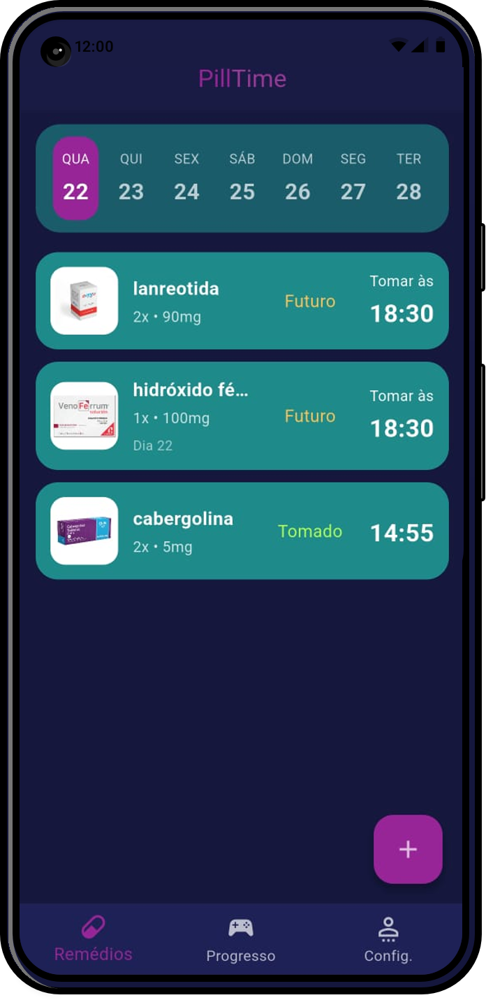 12:00
PillTime
QUA QUI SEX SÁB DOM SEG TER
22 23 24 25 26 27 28
lanreotida
2x • 90mg
Futuro
Tomar às
18:30
VenoFerrum
solución
hidróxido fé...
1x • 100mg
Dia 22
Futuro
Tomar às
18:30
cabergolina
2x • 5mg
Tomado
14:55
+
Remédios
Progresso
Config.